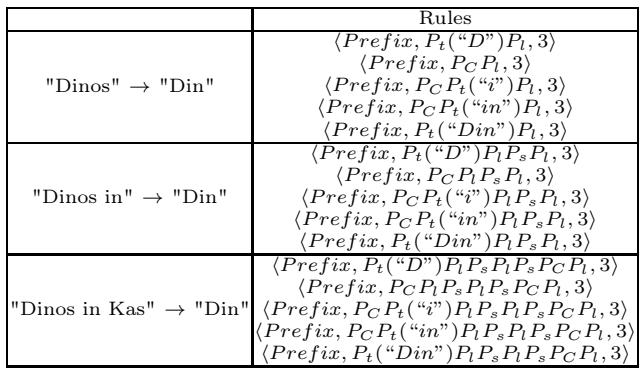 Rules
"Dinos" → "Din"
⟨Prefix, P_t("D")P_l, 3⟩
⟨Prefix, P_C P_l, 3⟩
⟨Prefix, P_C P_t("i")P_l, 3⟩
⟨Prefix, P_C P_t("in")P_l, 3⟩
⟨Prefix, P_t("Din")P_l, 3⟩
"Dinos in" → "Din"
⟨Prefix, P_t("D")P_l P_s P_l, 3⟩
⟨Prefix, P_C P_l P_s P_l, 3⟩
⟨Prefix, P_C P_t("i")P_l P_s P_l, 3⟩
⟨Prefix, P_C P_t("in")P_l P_s P_l, 3⟩
⟨Prefix, P_t("Din")P_l P_s P_l, 3⟩
"Dinos in Kas" → "Din"
⟨Prefix, P_t("D")P_l P_s P_l P_s P_C P_l, 3⟩
⟨Prefix, P_C P_l P_s P_l P_s P_C P_l, 3⟩
⟨Prefix, P_C P_t("i")P_l P_s P_l P_s P_C P_l, 3⟩
⟨Prefix, P_C P_t("in")P_l P_s P_l P_s P_C P_l, 3⟩
⟨Prefix, P_t("Din")P_l P_s P_l P_s P_C P_l, 3⟩